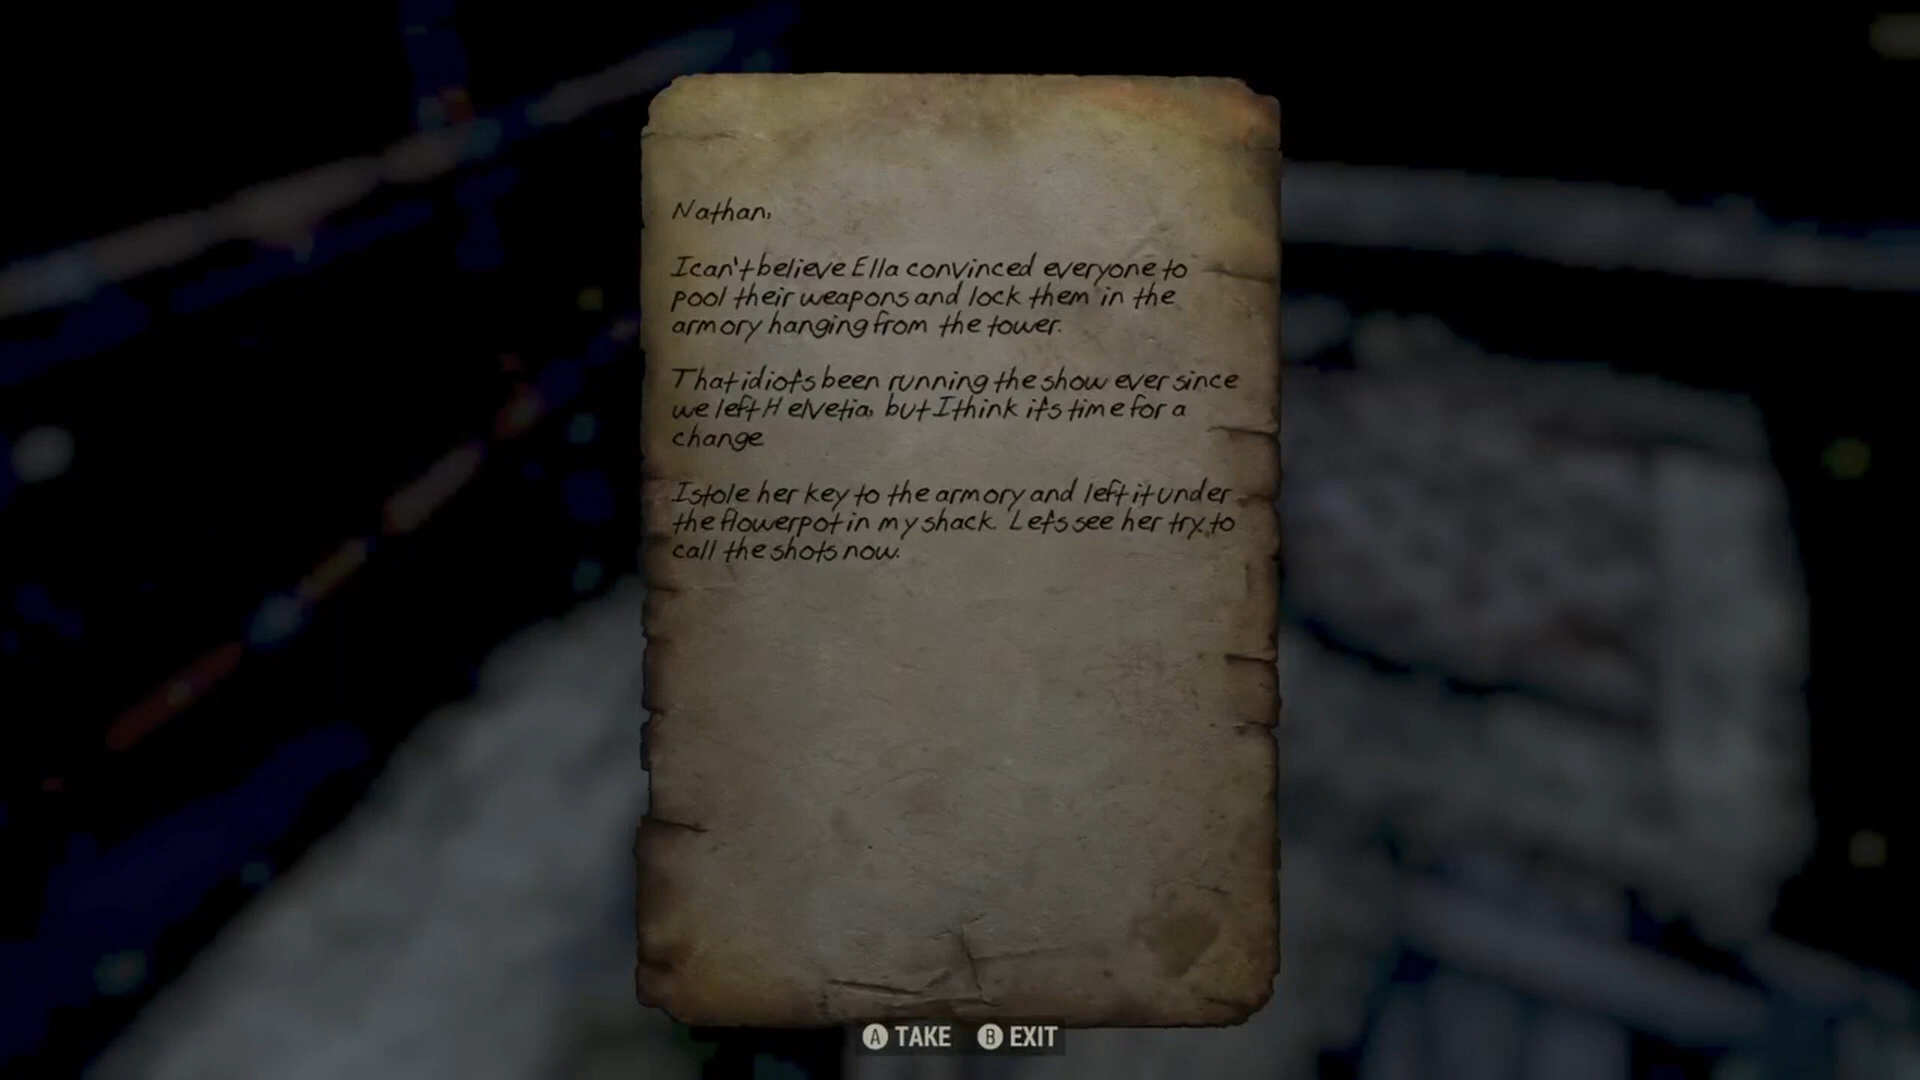 Nathan,
I can't believe Ella convinced everyone to
pool their weapons and lock them in the
armory hanging from the tower.
That idiot's been running the show ever since
we left Helvetia, but I think it's time for a
change
I stole her key to the armory and left it under
the flowerpot in my shack. Let's see her try to
call the shots now.
A TAKE B EXIT